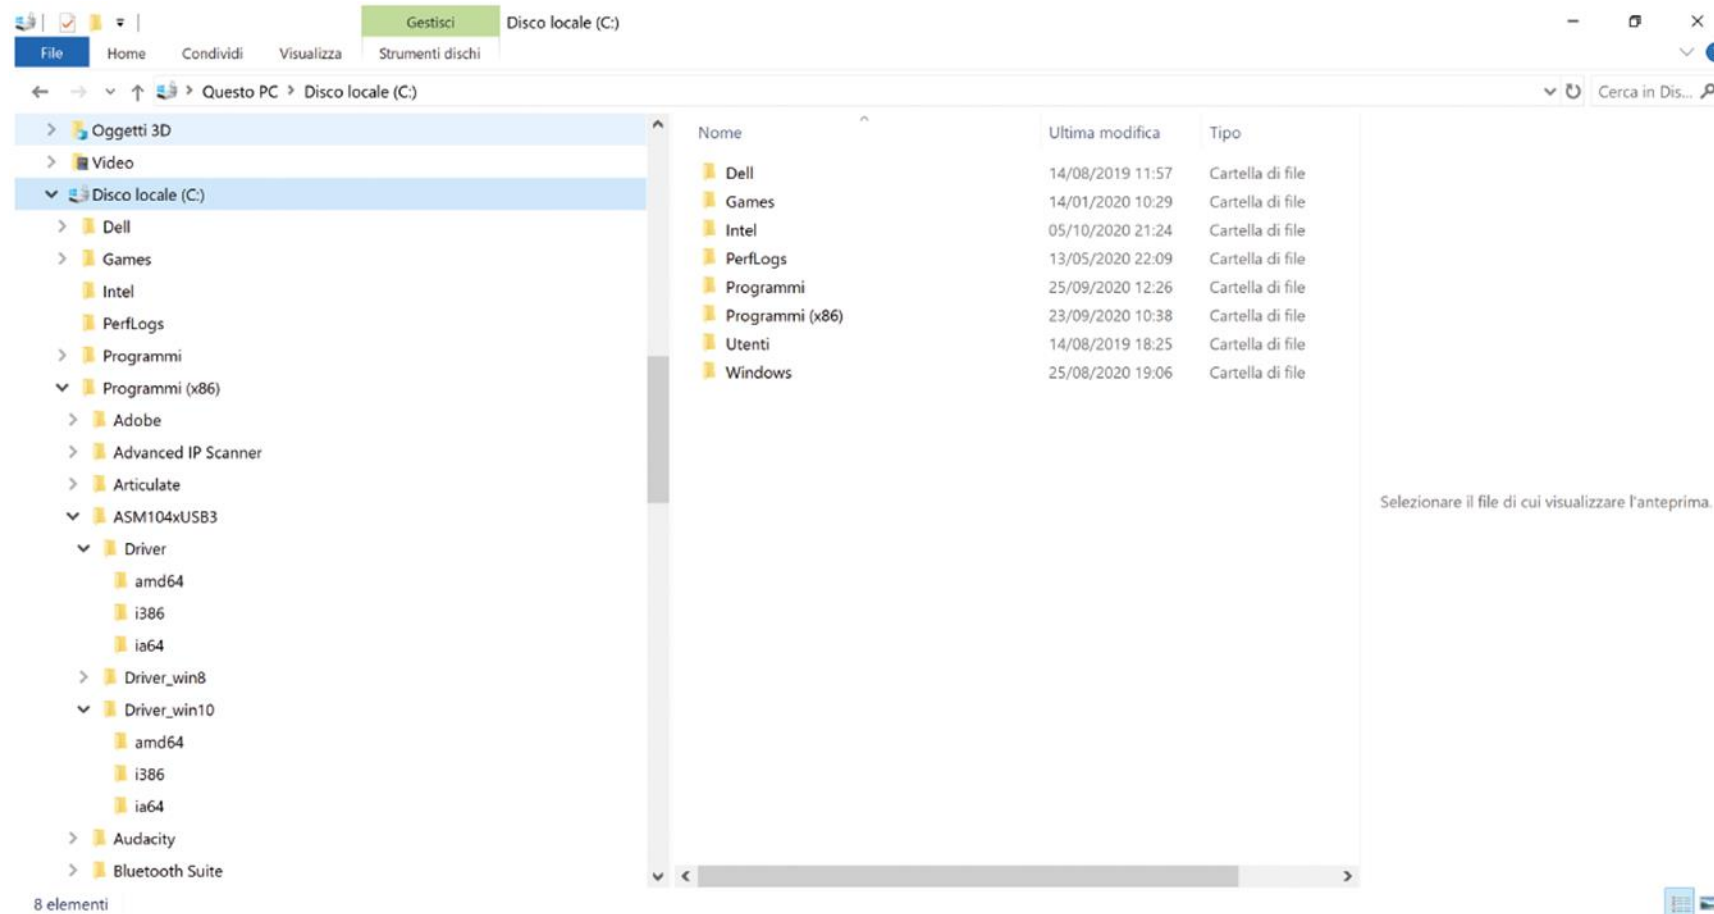 Gestisci Disco locale (C:)
File Home Condividi Visualizza Strumenti dischi
Questo PC > Disco locale (C:) Cerca in Dis...
Oggetti 3D
Video
Disco locale (C:)
Dell
Games
Intel
PerfLogs
Programmi
Programmi (x86)
Adobe
Advanced IP Scanner
Articulate
ASM104xUSB3
Driver
amd64
i386
ia64
Driver_win8
Driver_win10
amd64
i386
ia64
Audacity
Bluetooth Suite
Nome Ultima modifica Tipo
Dell 14/08/2019 11:57 Cartella di file
Games 14/01/2020 10:29 Cartella di file
Intel 05/10/2020 21:24 Cartella di file
PerfLogs 13/05/2020 22:09 Cartella di file
Programmi 25/09/2020 12:26 Cartella di file
Programmi (x86) 23/09/2020 10:38 Cartella di file
Utenti 14/08/2019 18:25 Cartella di file
Windows 25/08/2020 19:06 Cartella di file
Selezionare il file di cui visualizzare l'anteprima.
8 elementi